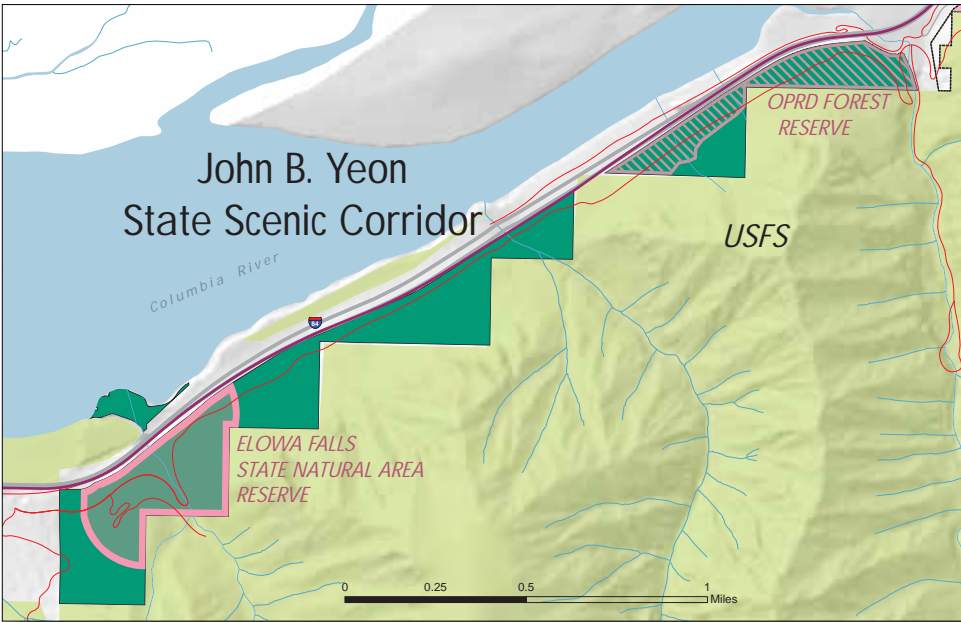 OPRD FOREST
RESERVE
John B. Yeon
State Scenic Corridor
USFS
Columbia River
84
ELOWA FALLS
STATE NATURAL AREA
RESERVE
0 0.25 0.5 1
Miles